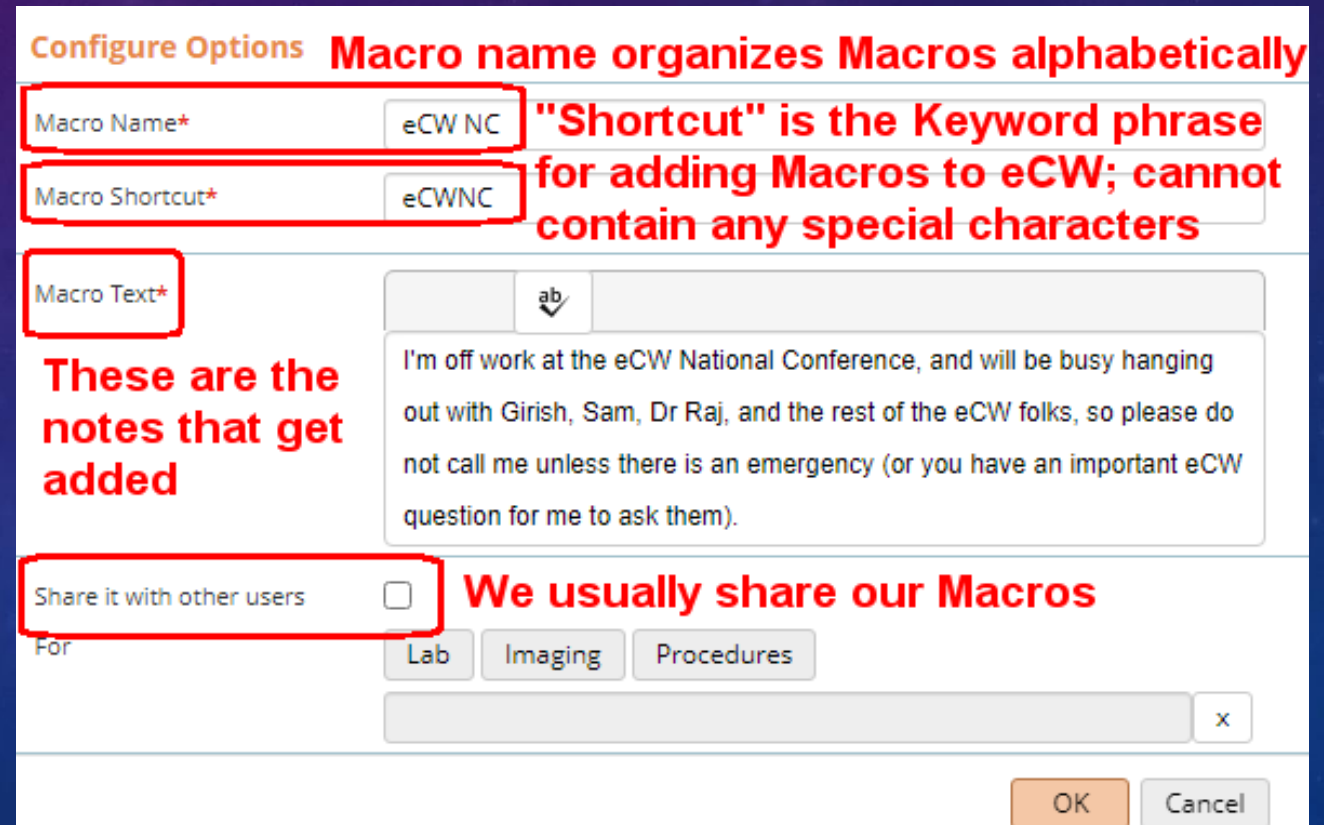 Configure Options
Macro name organizes Macros alphabetically
Macro Name*
eCW NC
"Shortcut" is the Keyword phrase
for adding Macros to eCW; cannot
contain any special characters
Macro Shortcut*
eCWNC
Macro Text*
ab
These are the
notes that get
added
I'm off work at the eCW National Conference, and will be busy hanging
out with Girish, Sam, Dr Raj, and the rest of the eCW folks, so please do
not call me unless there is an emergency (or you have an important eCW
question for me to ask them).
Share it with other users
We usually share our Macros
For
Lab
Imaging
Procedures
x
OK
Cancel